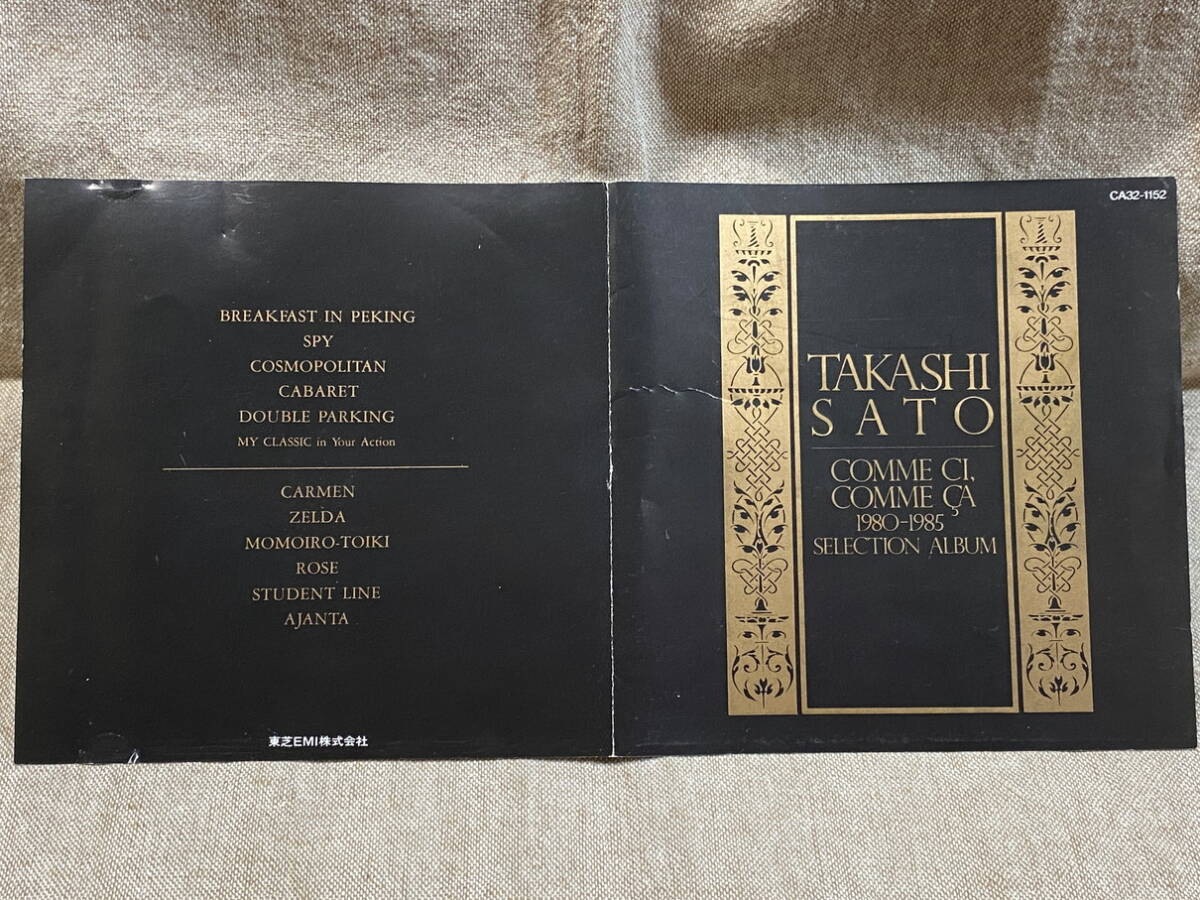 BREAKFAST IN PEKING
SPY
COSMOPOLITAN
CABARET
DOUBLE PARKING
MY CLASSIC in Your Action
CARMEN
ZELDA
MOMOIRO-TOIKI
ROSE
STUDENT LINE
AJANTA
東芝EMI株式会社
CA32-1152
TAKASHI
SATO
COMME CI,
COMME ÇA
1980-1985
SELECTION ALBUM